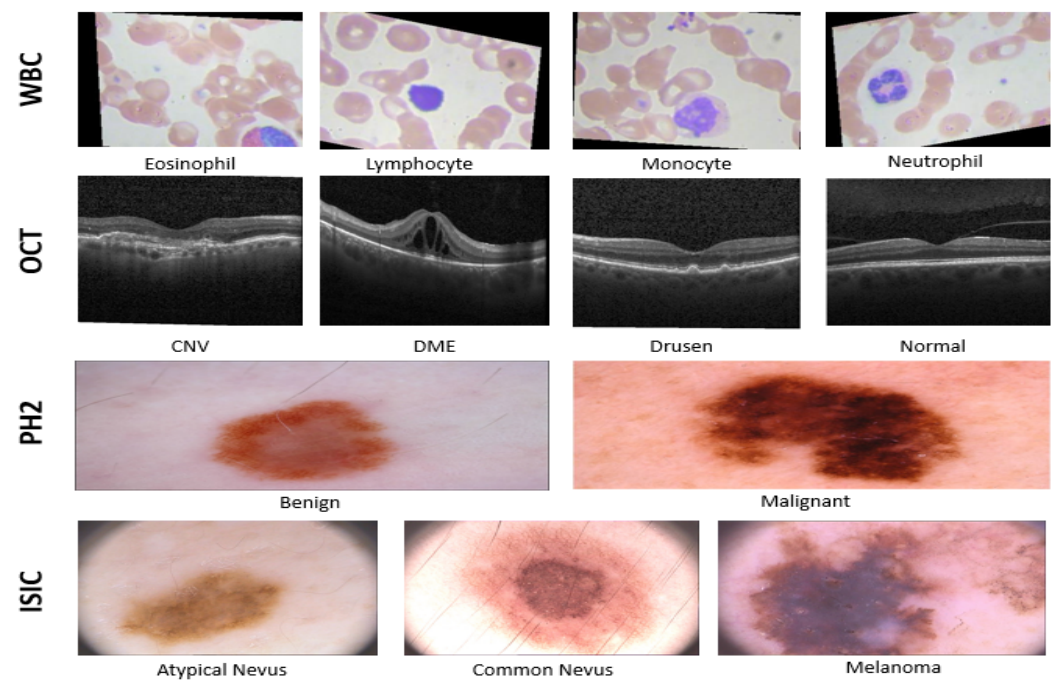 WBC
Eosinophil
Lymphocyte
Monocyte
Neutrophil
OCT
CNV
DME
Drusen
Normal
PH2
Benign
Malignant
ISIC
Atypical Nevus
Common Nevus
Melanoma